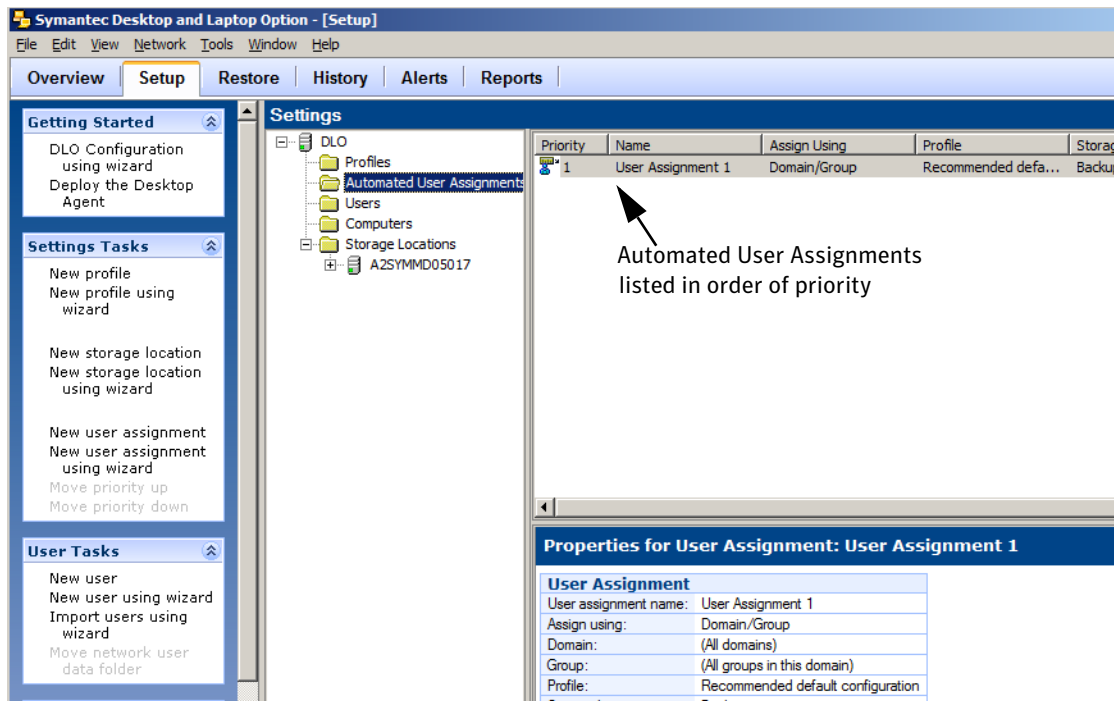 Symantec Desktop and Laptop Option - [Setup]
File Edit View Network Tools Window Help
Overview Setup Restore History Alerts Reports
Getting Started
DLO Configuration
using wizard
Deploy the Desktop
Agent
Settings Tasks
New profile
New profile using
wizard
New storage location
New storage location
using wizard
New user assignment
New user assignment
using wizard
Move priority up
Move priority down
User Tasks
New user
New user using wizard
Import users using
wizard
Move network user
data folder
Settings
DLO
Profiles
Automated User Assignments
Users
Computers
Storage Locations
A2SYMMD05017
Priority Name Assign Using Profile Storag
1 User Assignment 1 Domain/Group Recommended defa... Backu
Automated User Assignments
listed in order of priority
Properties for User Assignment: User Assignment 1
User Assignment
User assignment name: User Assignment 1
Assign using: Domain/Group
Domain: (All domains)
Group: (All groups in this domain)
Profile: Recommended default configuration